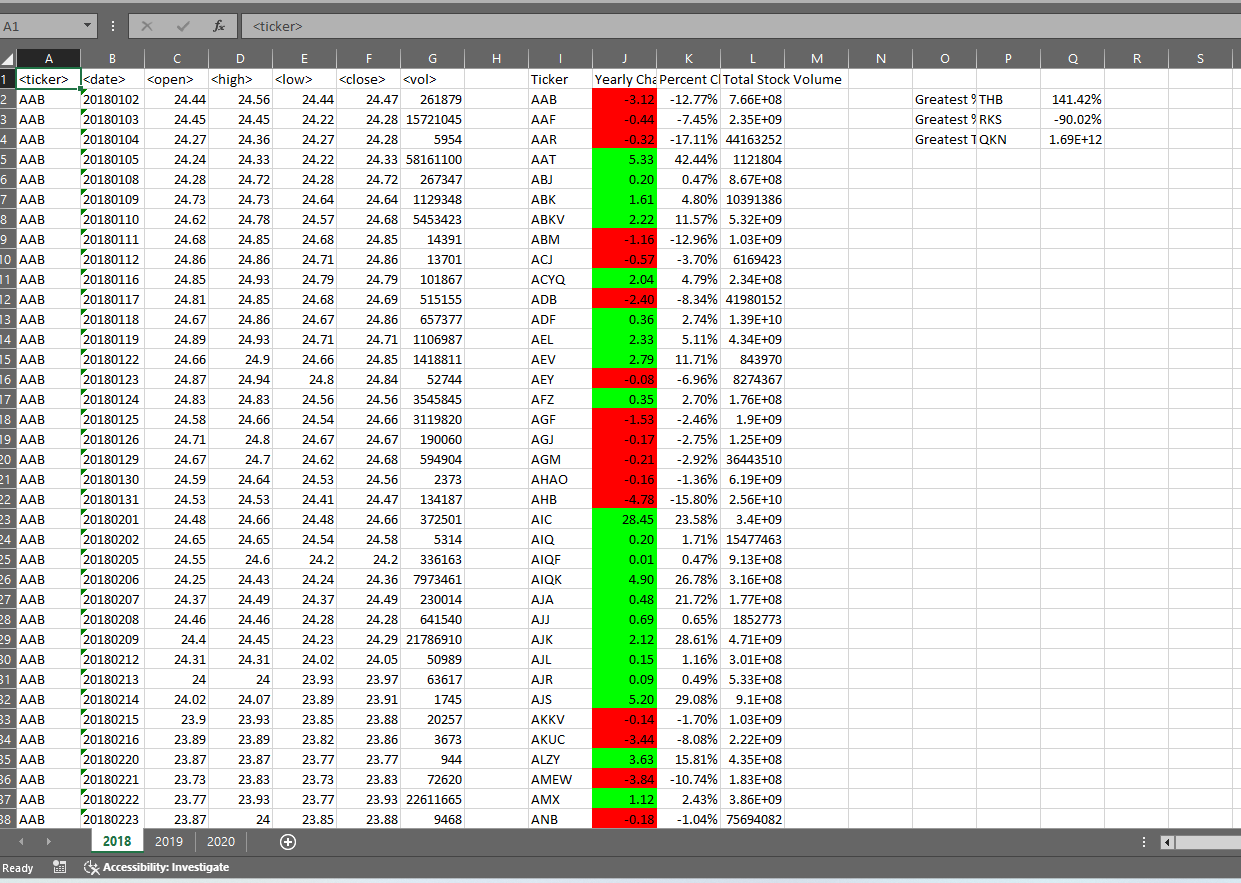 A1 <ticker>
A B C D E F G H I J K L M N O P Q R S
1 <ticker> <date> <open> <high> <low> <close> <vol> Ticker Yearly Cha Percent C Total Stock Volume
2 AAB 20180102 24.44 24.56 24.44 24.47 261879 AAB -3.12 -12.77% 7.66E+08 Greatest % THB 141.42%
3 AAB 20180103 24.45 24.45 24.22 24.28 15721045 AAF -0.44 -7.45% 2.35E+09 Greatest % RKS -90.02%
4 AAB 20180104 24.27 24.36 24.27 24.28 5954 AAR -0.32 -17.11% 44163252 Greatest T QKN 1.69E+12
5 AAB 20180105 24.24 24.33 24.22 24.33 58161100 AAT 5.33 42.44% 1121804
6 AAB 20180108 24.28 24.72 24.28 24.72 267347 ABJ 0.20 0.47% 8.67E+08
7 AAB 20180109 24.73 24.73 24.64 24.64 1129348 ABK 1.61 4.80% 10391386
8 AAB 20180110 24.62 24.78 24.57 24.68 5453423 ABKV 2.22 11.57% 5.32E+09
9 AAB 20180111 24.68 24.85 24.68 24.85 14391 ABM -1.16 -12.96% 1.03E+09
10 AAB 20180112 24.86 24.86 24.71 24.86 13701 ACJ -0.57 -3.70% 6169423
11 AAB 20180116 24.85 24.93 24.79 24.79 101867 ACYQ 2.04 4.79% 2.34E+08
12 AAB 20180117 24.81 24.85 24.68 24.69 515155 ADB -2.40 -8.34% 41980152
13 AAB 20180118 24.67 24.86 24.67 24.86 657377 ADF 0.36 2.74% 1.39E+10
14 AAB 20180119 24.89 24.93 24.71 24.71 1106987 AEL 2.33 5.11% 4.34E+09
15 AAB 20180122 24.66 24.9 24.66 24.85 1418811 AEV 2.79 11.71% 843970
16 AAB 20180123 24.87 24.94 24.8 24.84 52744 AEY -0.08 -6.96% 8274367
17 AAB 20180124 24.83 24.83 24.56 24.56 3545845 AFZ 0.35 2.70% 1.76E+08
18 AAB 20180125 24.58 24.66 24.54 24.66 3119820 AGF -1.53 -2.46% 1.9E+09
19 AAB 20180126 24.71 24.8 24.67 24.67 190060 AGJ -0.17 -2.75% 1.25E+09
20 AAB 20180129 24.67 24.7 24.62 24.68 594904 AGM -0.21 -2.92% 36443510
21 AAB 20180130 24.59 24.64 24.53 24.56 2373 AHAO -0.16 -1.36% 6.19E+09
22 AAB 20180131 24.53 24.53 24.41 24.47 134187 AHB -4.78 -15.80% 2.56E+10
23 AAB 20180201 24.48 24.66 24.48 24.66 372501 AIC 28.45 23.58% 3.4E+09
24 AAB 20180202 24.65 24.65 24.54 24.58 5314 AIQ 0.20 1.71% 15477463
25 AAB 20180205 24.55 24.6 24.2 24.2 336163 AIQF 0.01 0.47% 9.13E+08
26 AAB 20180206 24.25 24.43 24.24 24.36 7973461 AIQK 4.90 26.78% 3.16E+08
27 AAB 20180207 24.37 24.49 24.37 24.49 230014 AJA 0.48 21.72% 1.77E+08
28 AAB 20180208 24.46 24.46 24.28 24.28 641540 AJJ 0.69 0.65% 1852773
29 AAB 20180209 24.4 24.45 24.23 24.29 21786910 AJK 2.12 28.61% 4.71E+09
30 AAB 20180212 24.31 24.31 24.02 24.05 50989 AJL 0.15 1.16% 3.01E+08
31 AAB 20180213 24 24 23.93 23.97 63617 AJR 0.09 0.49% 5.33E+08
32 AAB 20180214 24.02 24.07 23.89 23.91 1745 AJS 5.20 29.08% 9.1E+08
33 AAB 20180215 23.9 23.93 23.85 23.88 20257 AKKV -0.14 -1.70% 1.03E+09
34 AAB 20180216 23.89 23.89 23.82 23.86 3673 AKUC -3.44 -8.08% 2.22E+09
35 AAB 20180220 23.87 23.87 23.77 23.77 944 ALZY 3.63 15.81% 4.35E+08
36 AAB 20180221 23.73 23.83 23.73 23.83 72620 AMEW -3.84 -10.74% 1.83E+08
37 AAB 20180222 23.77 23.93 23.77 23.93 22611665 AMX 1.12 2.43% 3.86E+09
38 AAB 20180223 23.87 24 23.85 23.88 9468 ANB -0.18 -1.04% 75694082
2018 2019 2020
Ready Accessibility: Investigate